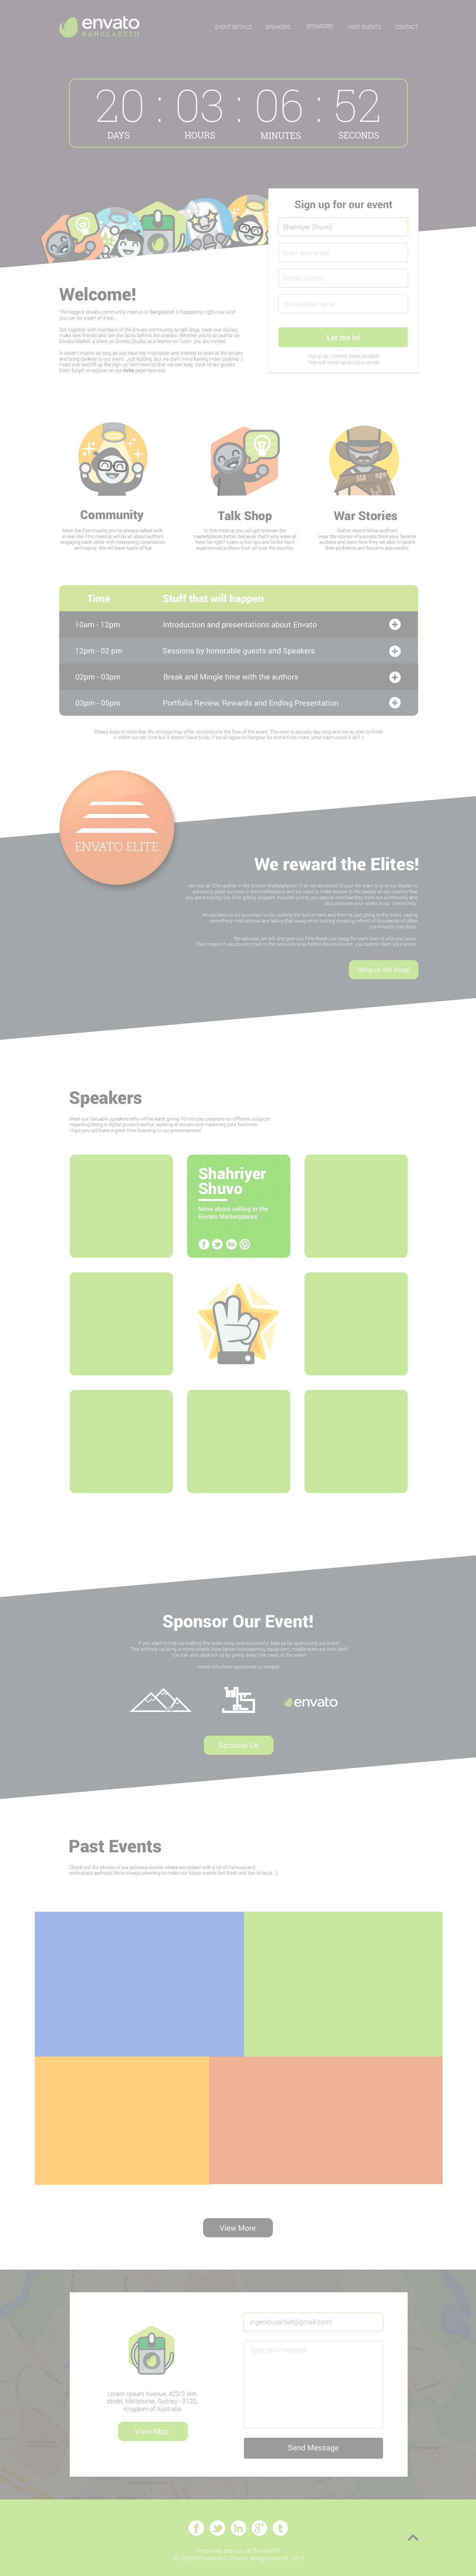 envato
BANGLADESH
EVENT DETAILS SPEAKERS SPONSORS PAST EVENTS CONTACT
20 : 03 : 06 : 52
DAYS HOURS MINUTES SECONDS
Sign up for our event
Shahriyer Shuvo
Enter your email
Phone number
Envato Username
Let me in!
Hurry up, Limited seats availble
*we will never spam your email
Welcome!
The biggest envato community meetup in Bangladesh is happening right now! And
you can be a part of it too..
Get together with members of the Envato community to talk shop, trade war stories,
make new friends and see the faces behind the avatars. Whether you're an author on
Envato Market, a client on Envato Studio, or a learner on Tuts+, you are invited!
It doesn't matter as long as you have the motivation and interest to work at the envato
and bring cookies to our event. Just kidding, but we don't mind having more cookies! ;)
Head over and fill up the sign up form here so that we can keep track of our guests.
Don't forget to register on our invite page here too!
Community
Meet the Community you've always talked with,
in real life! This meetup will be all about authors
engaging each other with interesting coversation
and topics. We will have loads of fun
Talk Shop
In this meetup you will get to know the
marketplaces better because that's why were all
here for right? Learn a few tips and tricks from
experienced authors from all over the country.
War Stories
Gather round fellow authors!
Hear the stories of success from your favorite
authors and learn how they were able to tackle
their problems and become successful.
Time Stuff that will happen
10am - 12pm Introduction and presentations about Envato
12pm - 02 pm Sessions by honorable guests and Speakers
02pm - 03pm Break and Mingle time with the authors
03pm - 05pm Portfolio Review, Rewards and Ending Presentation
Please keep in mind that the timings may differ according to the flow of the event. The even is actually day long and we do plan to finish
it within our set time but it doesn't have to be. If we all agree to hangour for some time more, what harm could it do? :)
ENVATO ELITE
We reward the Elites!
Are you an Elite author in the Envato Marketplaces? If so we are proud of you! We want to give our thanks in
achieving great success in the marketplace and we want to make known to the people of our country that
you are amazing! Our Elite gifting program includes giving you special merchandise from our community and
also promote your works in our community.
All you have to do is contact us by clicking the button here and then it's just going to the event, saying
something motivational and taking that swag while looking amazing infront of thousands of other
community members.
*Be adviced, we will only give you Elite thank you swag for each level of elite you cross.
That means if you do not cross to the next elite level before the next event, you cannot claim your prizes.
Bring on the swag!
Speakers
Meet our Valuable speakers who will be each giving 10 minutes sessions on different subjects
regarding being a digital product author, working at envato and marketing your business.
Hope you will have a great time listening to our presentations!
Shahriyer
Shuvo
More about selling in the
Envato Marketplaces
Sponsor Our Event!
If you want to help us making this event lively and successful, help us by sponsoring our event!
This will help us bring in more people, have better livestreaming equipment, maybe even our own chef!
You can also sponsor us by giving away free swag at the event!
Here's who have sponsored us already:
envato
Sponsor Us
Past Events
Check out the photos of our previous events where we rocked with a lot of Famous and
enthusiatic authors! We're always planning to make our future events feel fresh and fun to be at. :)
View More
ingeniousartist@gmail.com
Type your message
Lorem Ipsum Avenue, 420/2 elm
street, Melbourne, Sydney - 2122,
Kingdom of Australia
View Map
Send Message
Hope we see you at the event!
All Rights Reserved. Envato Bangladesh © 2015